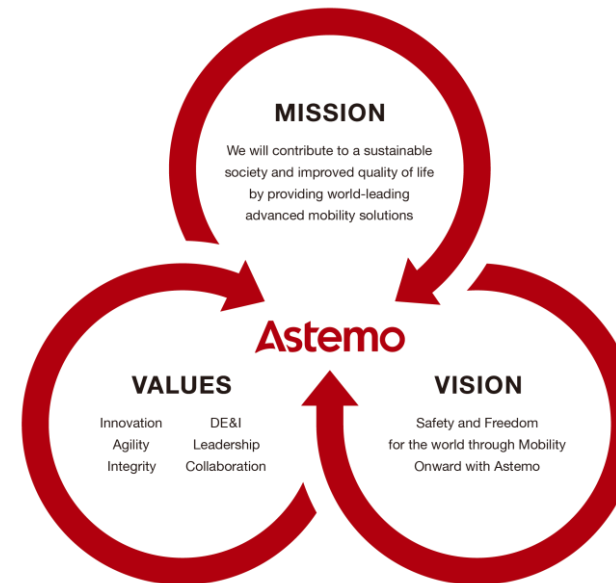 MISSION
We will contribute to a sustainable
society and improved quality of life
by providing world-leading
advanced mobility solutions
Astemo
VALUES
Innovation DE&I
Agility Leadership
Integrity Collaboration
VISION
Safety and Freedom
for the world through Mobility
Onward with Astemo